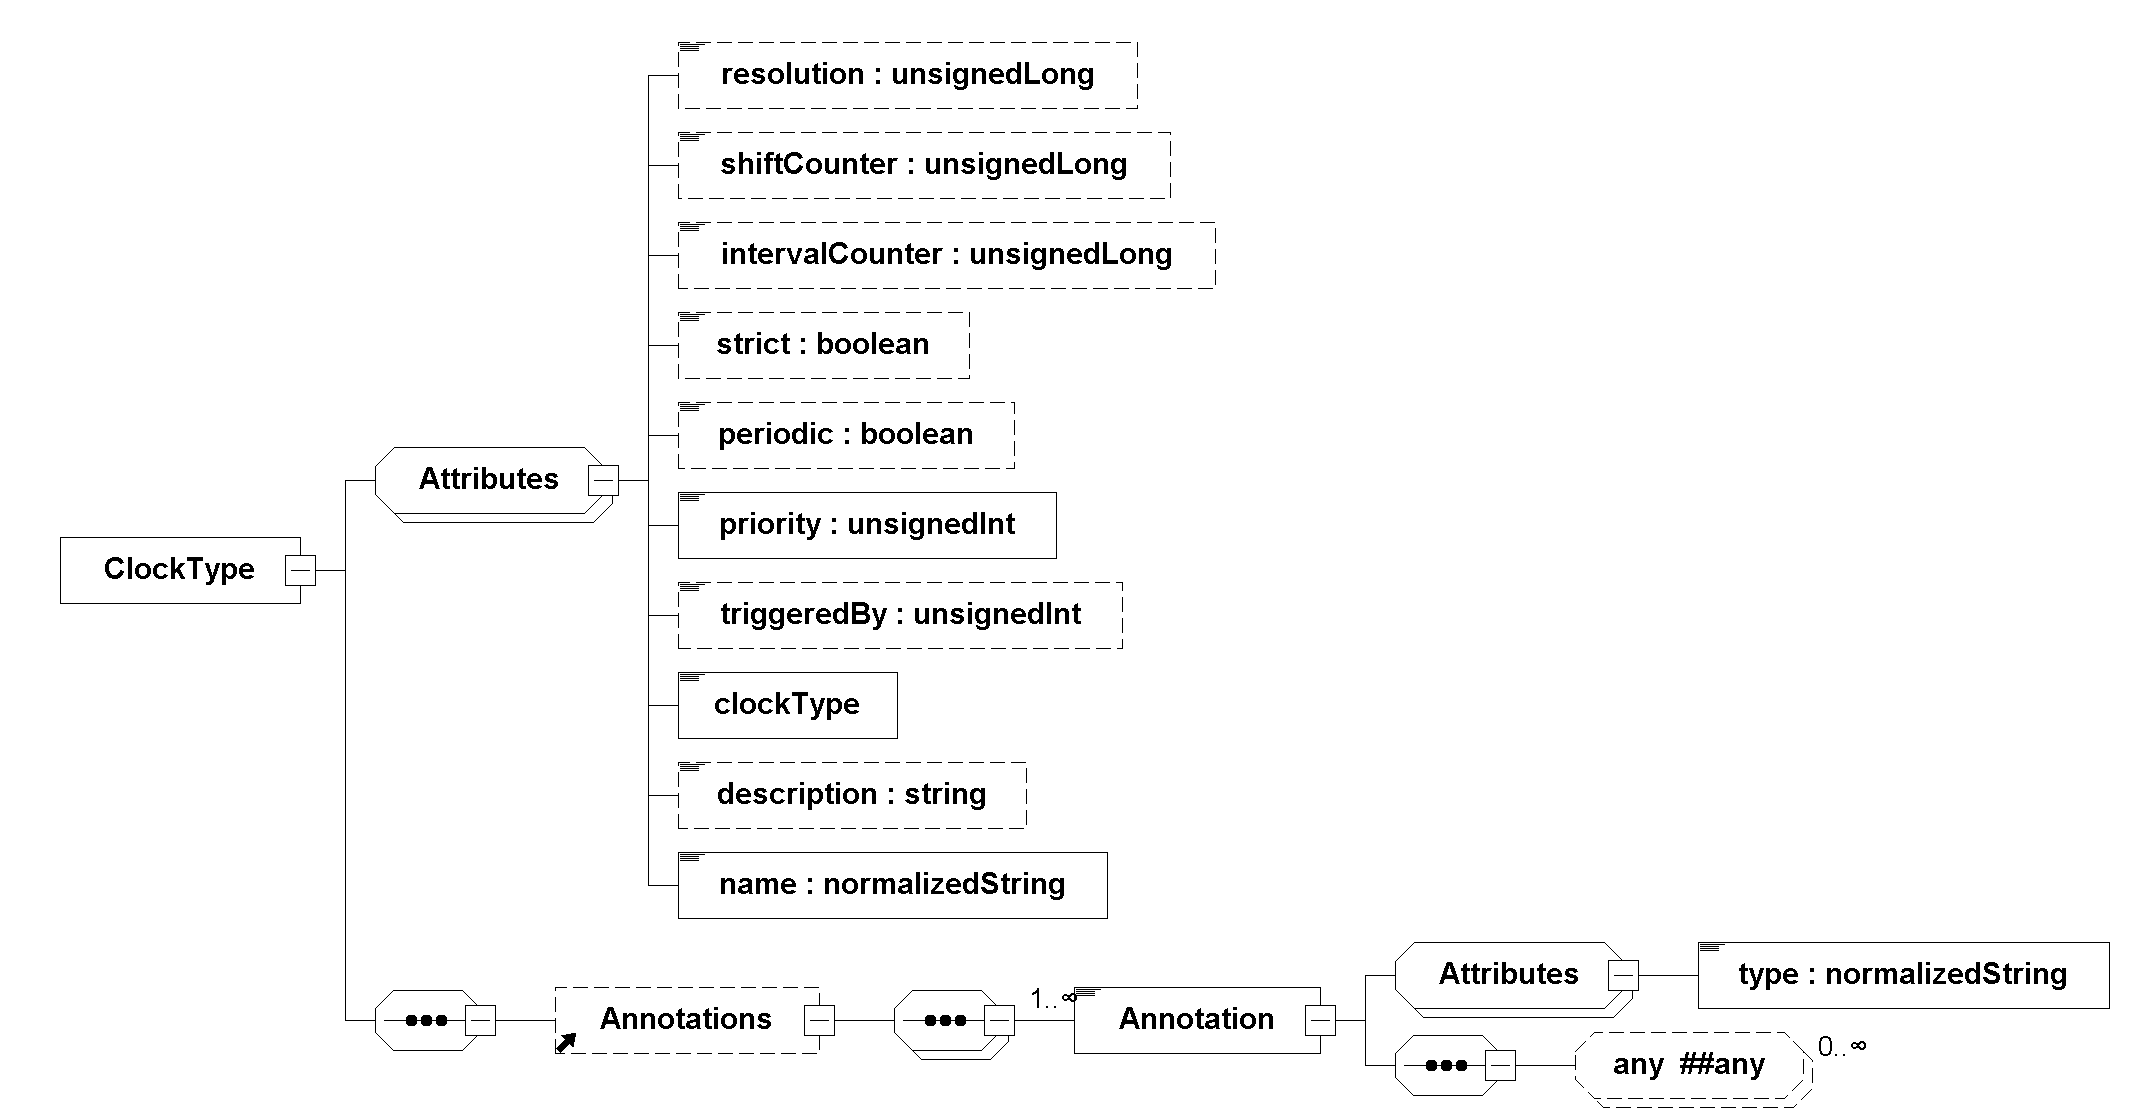 resolution : unsignedLong
shiftCounter : unsignedLong
intervalCounter : unsignedLong
strict : boolean
periodic : boolean
Attributes
priority : unsignedInt
ClockType
triggeredBy : unsignedInt
clockType
description : string
name : normalizedString
Attributes
type : normalizedString
Annotations
1..∞
Annotation
any ##any
0..∞